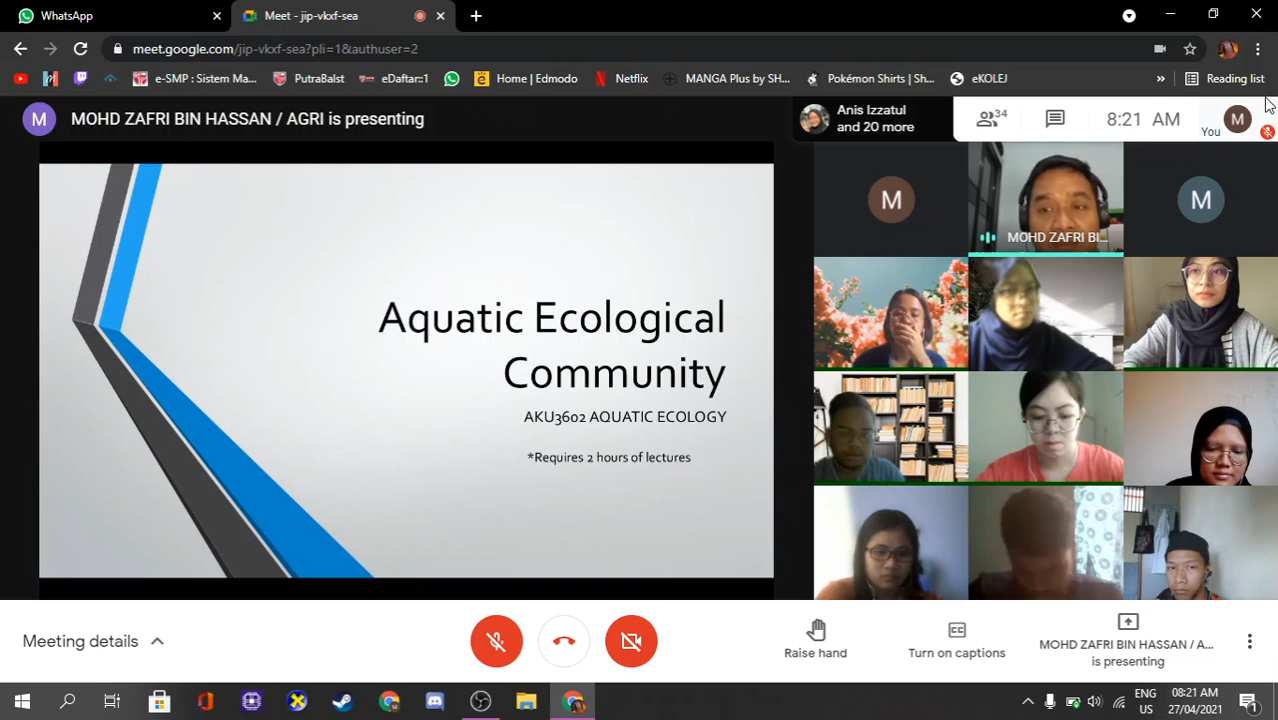 WhatsApp
Meet - jip-vkxf-sea
meet.google.com/jip-vkxf-sea?pli=1&authuser=2
e-SMP : Sistem Ma... PutraBalst eDaftar::1 Home | Edmodo Netflix MANGA Plus by SH... Pokémon Shirts | Sh... eKOLEJ » Reading list
M MOHD ZAFRI BIN HASSAN / AGRI is presenting
Anis Izzatul
and 20 more
34
8:21 AM
You
M
M
MOHD ZAFRI BI...
M
Aquatic Ecological
Community
AKU3602 AQUATIC ECOLOGY
*Requires 2 hours of lectures
Meeting details
Raise hand
Turn on captions
MOHD ZAFRI BIN HASSAN / A...
is presenting
ENG
US
08:21 AM
27/04/2021
1